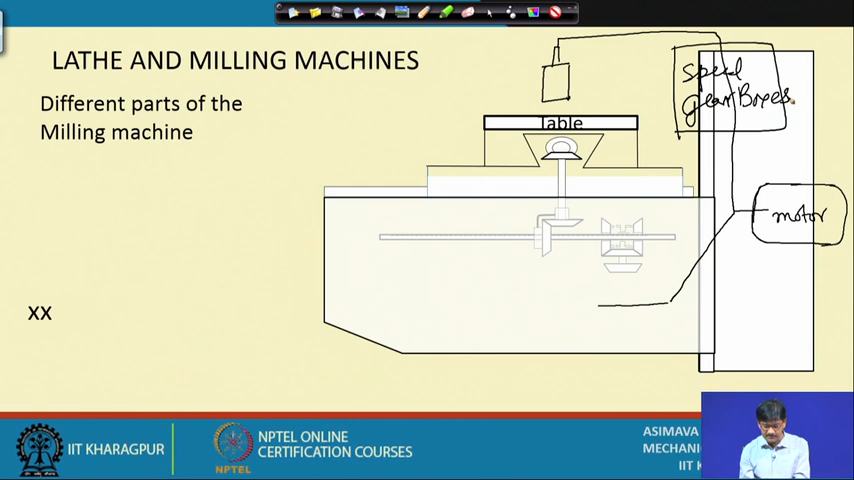 LATHE AND MILLING MACHINES
Different parts of the
Milling machine
Speed
gear Boxes
Table
motor
XX
IIT KHARAGPUR
NPTEL
NPTEL ONLINE
CERTIFICATION COURSES
ASIMAVA
MECHANIC
IIT K